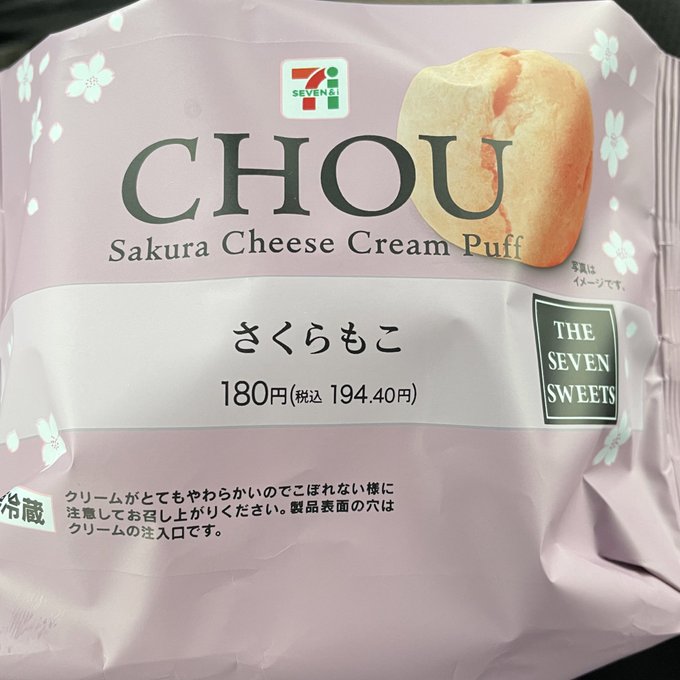 SEVEN&i
CHOU
Sakura Cheese Cream Puff
写真は
イメージです。
さくらもこ
180円(税込 194.40円)
THE
SEVEN
SWEETS
冷蔵
クリームがとてもやわらかいのでこぼれない様に
注意してお召し上がりください。製品表面の穴は
クリームの注入口です。